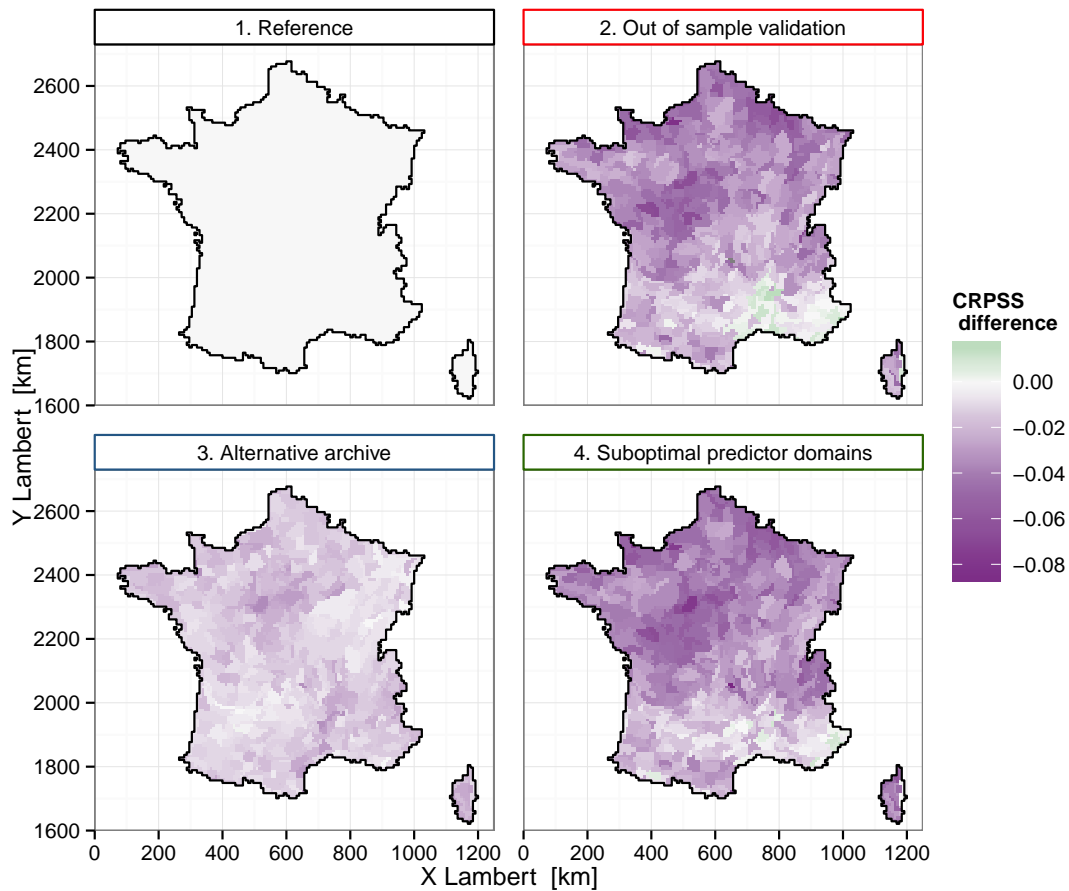 1. Reference
2. Out of sample validation
2600
2400
2200
2000
1800
1600
3. Alternative archive
4. Suboptimal predictor domains
2600
2400
2200
2000
1800
1600
0 200 400 600 800 1000 1200
0 200 400 600 800 1000 1200
X Lambert [km]
Y Lambert [km]
CRPSS
difference
0.00
−0.02
−0.04
−0.06
−0.08